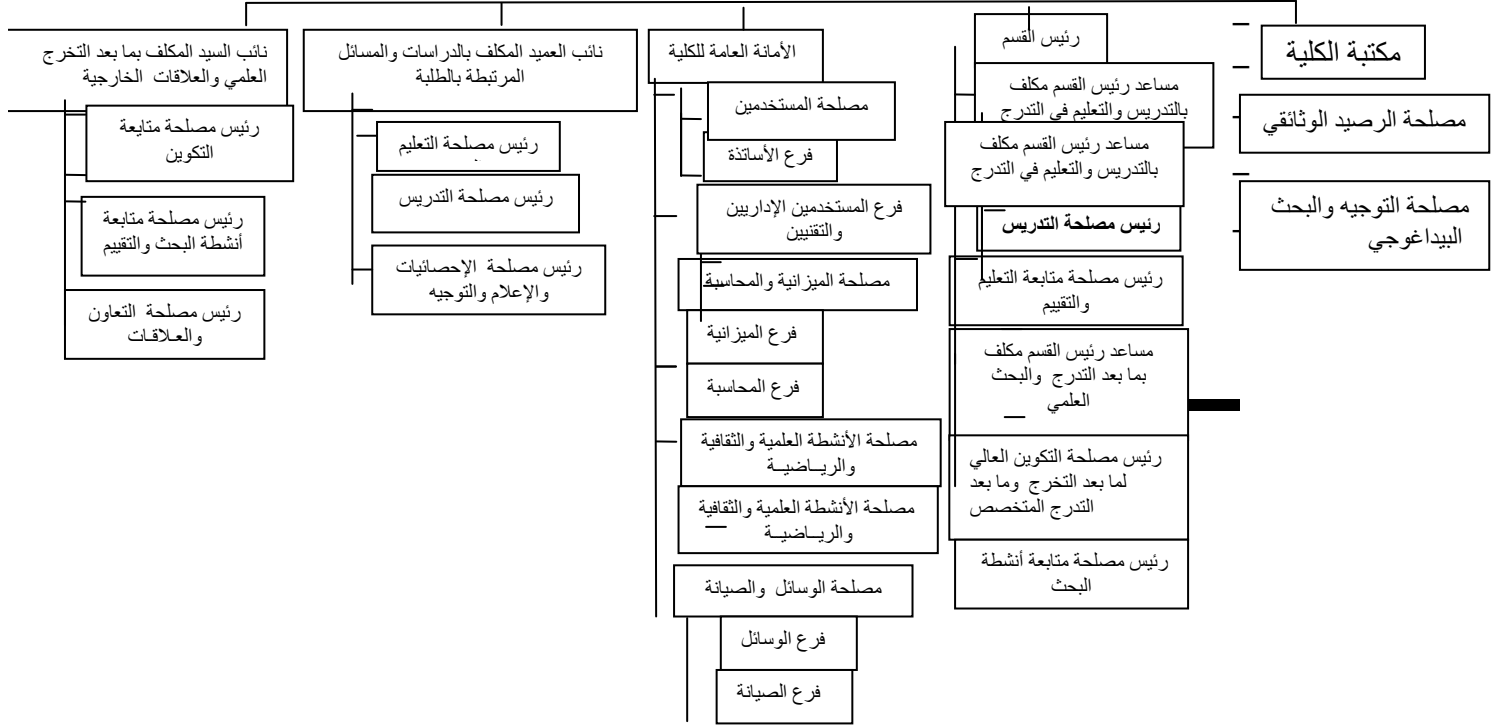 مكتبة الكلية
مصلحة الرصيد الوثائقي
مصلحة التوجيه والبحث
البيداغوجي
رئيس القسم
مساعد رئيس القسم مكلف
بالتدريس والتعليم في التدرج
مساعد رئيس القسم مكلف
بالتدريس والتعليم في التدرج
رئيس مصلحة التدريس
رئيس مصلحة متابعة التعليم
والتقييم
مساعد رئيس القسم مكلف
بما بعد التدرج والبحث
العلمي
رئيس مصلحة التكوين العالي
لما بعد التخرج وما بعد
التدرج المتخصص
رئيس مصلحة متابعة أنشطة
البحث
الأمانة العامة للكلية
مصلحة المستخدمين
فرع الأساتذة
فرع المستخدمين الإداريين
والتقنيين
مصلحة الميزانية والمحاسبة
فرع الميزانية
فرع المحاسبة
مصلحة الأنشطة العلمية والثقافية
والريــاضيــة
مصلحة الأنشطة العلمية والثقافية
والريــاضيــة
مصلحة الوسائل والصيانة
فرع الوسائل
فرع الصيانة
نائب العميد المكلف بالدراسات والمسائل
المرتبطة بالطلبة
رئيس مصلحة التعليم
رئيس مصلحة التدريس
رئيس مصلحة الإحصائيات
والإعلام والتوجيه
نائب السيد المكلف بما بعد التخرج
العلمي والعلاقات الخارجية
رئيس مصلحة متايعة
التكوين
رئيس مصلحة متابعة
أنشطة البحث والتقييم
رئيس مصلحة التعاون
والعـلاقـات